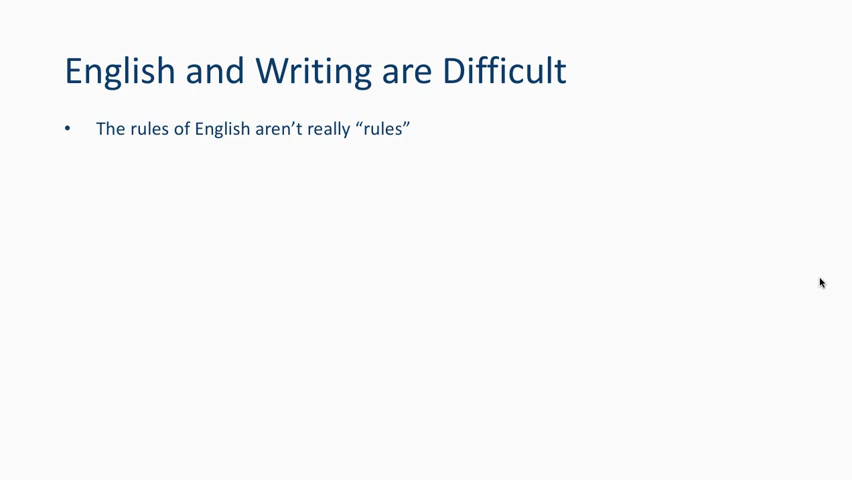 English and Writing are Difficult
• The rules of English aren’t really “rules”